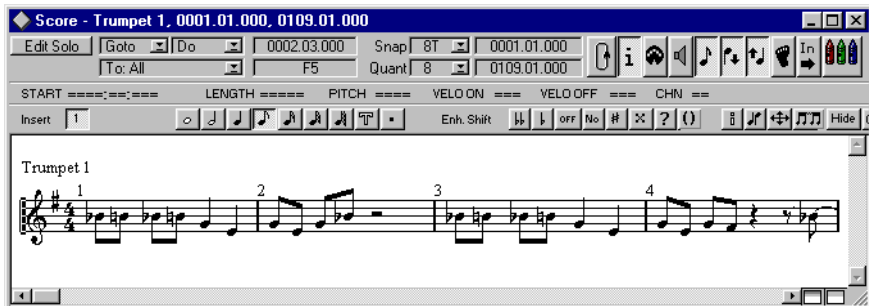 Score - Trumpet 1, 0001.01.000, 0109.01.000
Edit Solo Goto Do 0002.03.000 Snap 8T 0001.01.000 In
To: All F5 Quant 8 0109.01.000
START ====:==:=== LENGTH ===== PITCH ==== VELO ON === VELO OFF === CHN ==
Insert 1 Enh. Shift OFF No # x ? () Hide
Trumpet 1
1 2 3 4
4
4